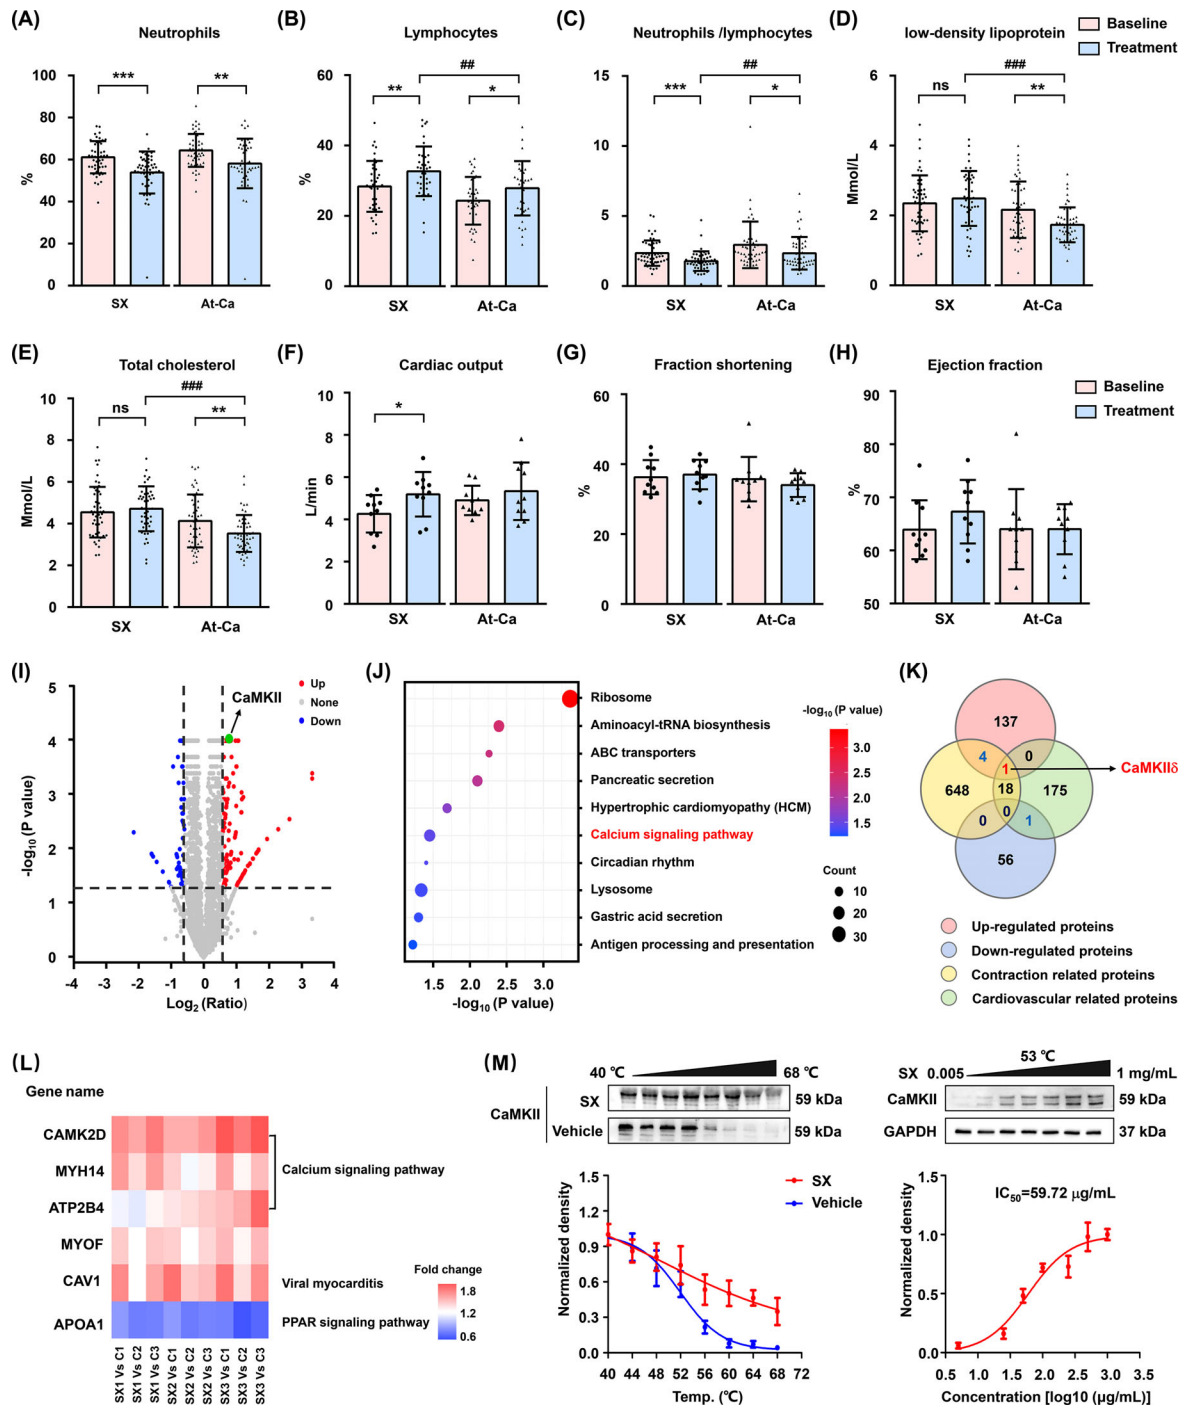 (A)
Neutrophils
%
100
80
60
40
20
0
***
**
SX
At-Ca
(B)
Lymphocytes
%
60
40
20
0
##
**
*
SX
At-Ca
(C)
Neutrophils /lymphocytes
%
15
10
5
0
##
***
*
SX
At-Ca
(D)
low-density lipoprotein
Mmol/L
6
4
2
0
###
ns
**
SX
At-Ca
Baseline
Treatment
(E)
Total cholesterol
Mmol/L
10
8
6
4
2
0
###
ns
**
SX
At-Ca
(F)
Cardiac output
L/min
10
8
6
4
2
0
*
SX
At-Ca
(G)
Fraction shortening
%
60
40
20
0
SX
At-Ca
(H)
Ejection fraction
%
90
80
70
60
50
SX
At-Ca
Baseline
Treatment
(I)
CaMKII
Up
None
Down
-log10 (P value)
5
4
3
2
1
0
-4 -3 -2 -1 0 1 2 3 4
Log2 (Ratio)
(J)
Ribosome
Aminoacyl-tRNA biosynthesis
ABC transporters
Pancreatic secretion
Hypertrophic cardiomyopathy (HCM)
Calcium signaling pathway
Circadian rhythm
Lysosome
Gastric acid secretion
Antigen processing and presentation
1.5 2.0 2.5 3.0
-log10 (P value)
-log10 (P value)
3.0
2.5
2.0
1.5
Count
10
20
30
(K)
137
4
0
1
CaMKIIδ
648
18
175
0
0
1
56
Up-regulated proteins
Down-regulated proteins
Contraction related proteins
Cardiovascular related proteins
(L)
Gene name
CAMK2D
MYH14
ATP2B4
MYOF
CAV1
APOA1
Calcium signaling pathway
Viral myocarditis
PPAR signaling pathway
Fold change
1.8
1.2
0.6
SX1 Vs C1
SX1 Vs C2
SX1 Vs C3
SX2 Vs C1
SX2 Vs C2
SX2 Vs C3
SX3 Vs C1
SX3 Vs C2
SX3 Vs C3
(M)
40 ℃
68 ℃
CaMKII
SX
59 kDa
Vehicle
59 kDa
Normalized density
1.5
1.2
0.9
0.6
0.3
0
SX
Vehicle
40 44 48 52 56 60 64 68 72
Temp. (℃)
53 ℃
SX 0.005
1 mg/mL
CaMKII
59 kDa
GAPDH
37 kDa
IC50=59.72 μg/mL
Normalized density
1.5
1.0
0.5
0.0
0.5 1.0 1.5 2.0 2.5 3.0 3.5
Concentration [log10 (μg/mL)]